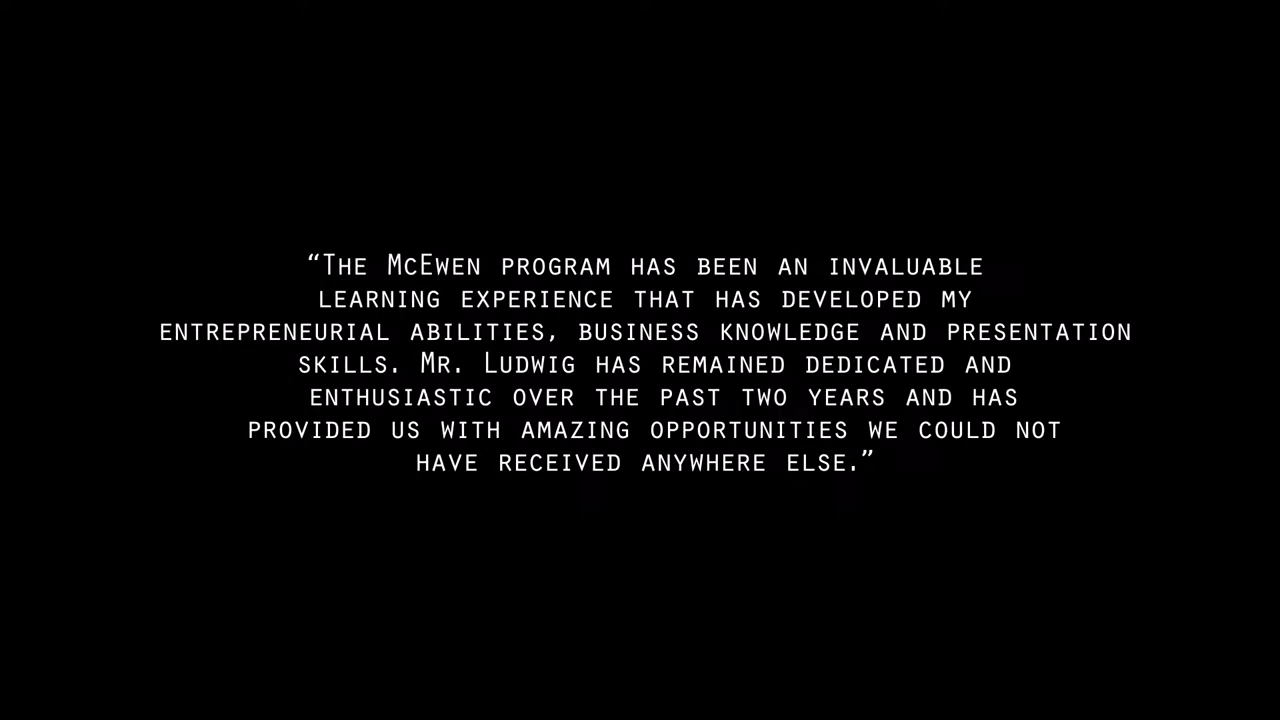 “The McEwen program has been an invaluable
learning experience that has developed my
entrepreneurial abilities, business knowledge and presentation
skills. Mr. Ludwig has remained dedicated and
enthusiastic over the past two years and has
provided us with amazing opportunities we could not
have received anywhere else.”